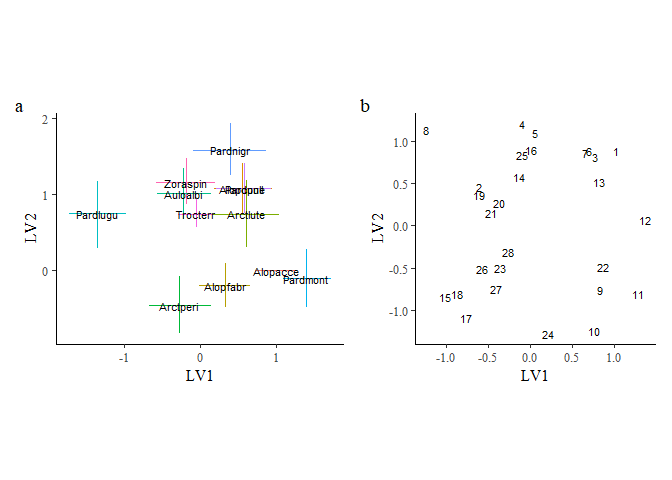 a
2
1
0
LV2
Pardnigr
Zoraspin
Auloalbi
Pardlugu
Trocterr
Arctlute
Alopacce
Pardmont
Alopfabr
Arctperi
-1
0
1
LV1
b
1.0
0.5
0.0
-0.5
-1.0
LV2
8
4
5
16
25
7
6
3
1
14
13
2
19
20
21
12
28
26
23
22
27
9
15
18
11
17
24
10
-1.0
-0.5
0.0
0.5
1.0
LV1